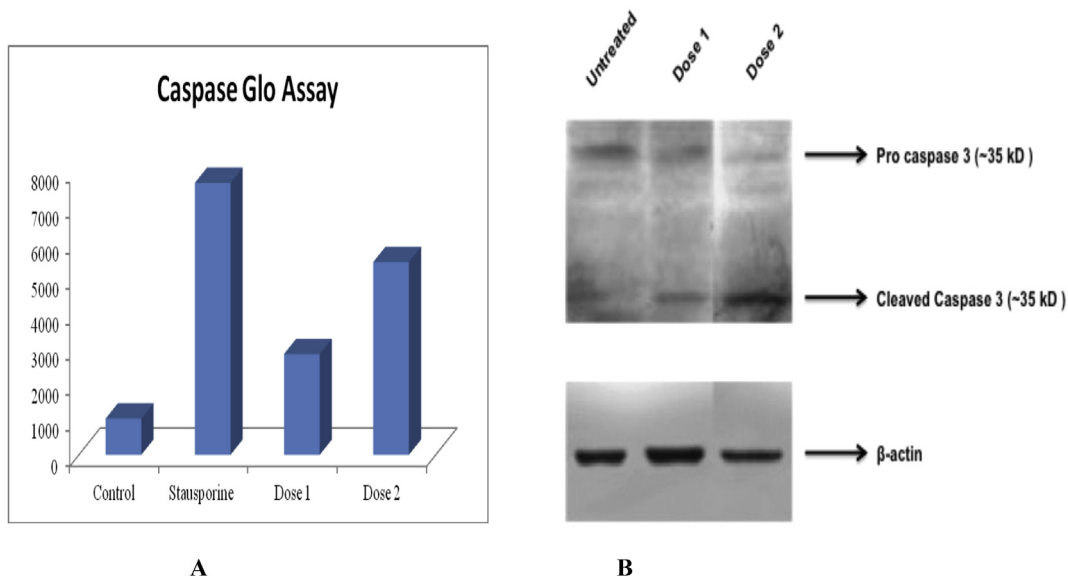 Caspase Glo Assay
8000
7000
6000
5000
4000
3000
2000
1000
0
Control Stausporine Dose 1 Dose 2
A
Untreated Dose 1 Dose 2
Pro caspase 3 (~35 kD )
Cleaved Caspase 3 (~35 kD )
β-actin
B